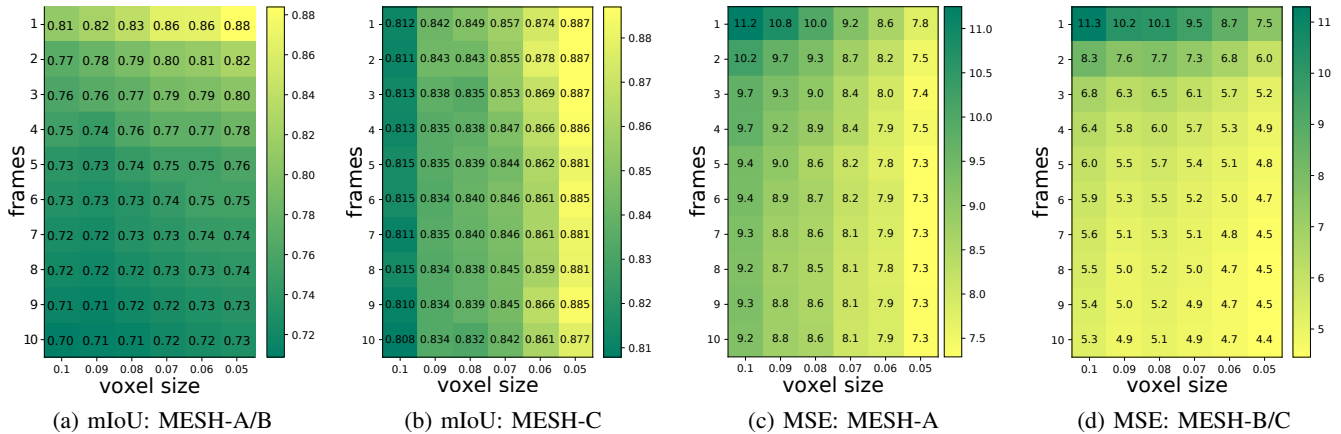 frames
1 0.81 0.82 0.83 0.86 0.86 0.88
2 0.77 0.78 0.79 0.80 0.81 0.82
3 0.76 0.76 0.77 0.79 0.79 0.80
4 0.75 0.74 0.76 0.77 0.77 0.78
5 0.73 0.73 0.74 0.75 0.75 0.76
6 0.73 0.73 0.73 0.74 0.75 0.75
7 0.72 0.72 0.73 0.73 0.74 0.74
8 0.72 0.72 0.72 0.73 0.73 0.74
9 0.71 0.71 0.72 0.72 0.73 0.73
10 0.70 0.71 0.71 0.72 0.72 0.73
0.1 0.09 0.08 0.07 0.06 0.05
voxel size
0.88
0.86
0.84
0.82
0.80
0.78
0.76
0.74
0.72
(a) mIoU: MESH-A/B
frames
1 0.812 0.842 0.849 0.857 0.874 0.887
2 0.811 0.843 0.843 0.855 0.878 0.887
3 0.813 0.838 0.835 0.853 0.869 0.887
4 0.813 0.835 0.838 0.847 0.866 0.886
5 0.815 0.835 0.839 0.844 0.862 0.881
6 0.815 0.834 0.840 0.846 0.861 0.885
7 0.811 0.835 0.840 0.846 0.861 0.881
8 0.815 0.834 0.838 0.845 0.859 0.881
9 0.810 0.834 0.839 0.845 0.866 0.885
10 0.808 0.834 0.832 0.842 0.861 0.877
0.1 0.09 0.08 0.07 0.06 0.05
voxel size
0.88
0.87
0.86
0.85
0.84
0.83
0.82
0.81
(b) mIoU: MESH-C
frames
1 11.2 10.8 10.0 9.2 8.6 7.8
2 10.2 9.7 9.3 8.7 8.2 7.5
3 9.7 9.3 9.0 8.4 8.0 7.4
4 9.7 9.2 8.9 8.4 7.9 7.5
5 9.4 9.0 8.6 8.2 7.8 7.3
6 9.4 8.9 8.7 8.2 7.9 7.3
7 9.3 8.8 8.6 8.1 7.9 7.3
8 9.2 8.7 8.5 8.1 7.8 7.3
9 9.3 8.8 8.6 8.1 7.9 7.3
10 9.2 8.8 8.6 8.1 7.9 7.3
0.1 0.09 0.08 0.07 0.06 0.05
voxel size
11.0
10.5
10.0
9.5
9.0
8.5
8.0
7.5
(c) MSE: MESH-A
frames
1 11.3 10.2 10.1 9.5 8.7 7.5
2 8.3 7.6 7.7 7.3 6.8 6.0
3 6.8 6.3 6.5 6.1 5.7 5.2
4 6.4 5.8 6.0 5.7 5.3 4.9
5 6.0 5.5 5.7 5.4 5.1 4.8
6 5.9 5.3 5.5 5.2 5.0 4.7
7 5.6 5.1 5.3 5.1 4.8 4.5
8 5.5 5.0 5.2 5.0 4.7 4.5
9 5.4 5.0 5.2 4.9 4.7 4.5
10 5.3 4.9 5.1 4.9 4.7 4.4
0.1 0.09 0.08 0.07 0.06 0.05
voxel size
11
10
9
8
7
6
5
(d) MSE: MESH-B/C